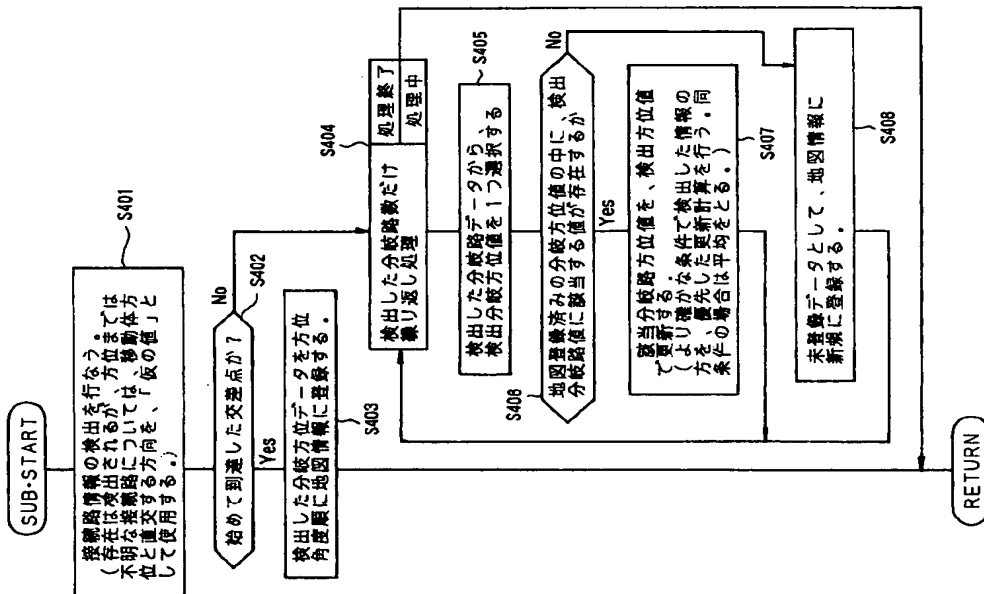 SUB・START
S401
接続路情報の検出を行なう。
(存在は検出されるが、方位までは
不明な接続路については、移動体方
位と直交する方向を、「仮の値」と
して使用する。)
S402
始めて到達した交差点か?
No
Yes
S403
検出した分岐方位データを方位
角度順に地図情報に登録する。
S404
検出した分岐路数だけ
繰り返し処理
処理終了
処理中
S405
検出した分岐路データから、
検出分岐方位値を1つ選択する
S406
地図登録済みの分岐方位値の中に、検出
分岐路値に該当する値が存在するか
No
Yes
S407
該当分岐路方位値を、検出方位値
で更新する。
(より確かな条件で検出した情報の
方を、優先した更新計算を行う。同
条件の場合は平均をとる。)
S408
未登録データとして、地図情報に
新規に登録する。
RETURN